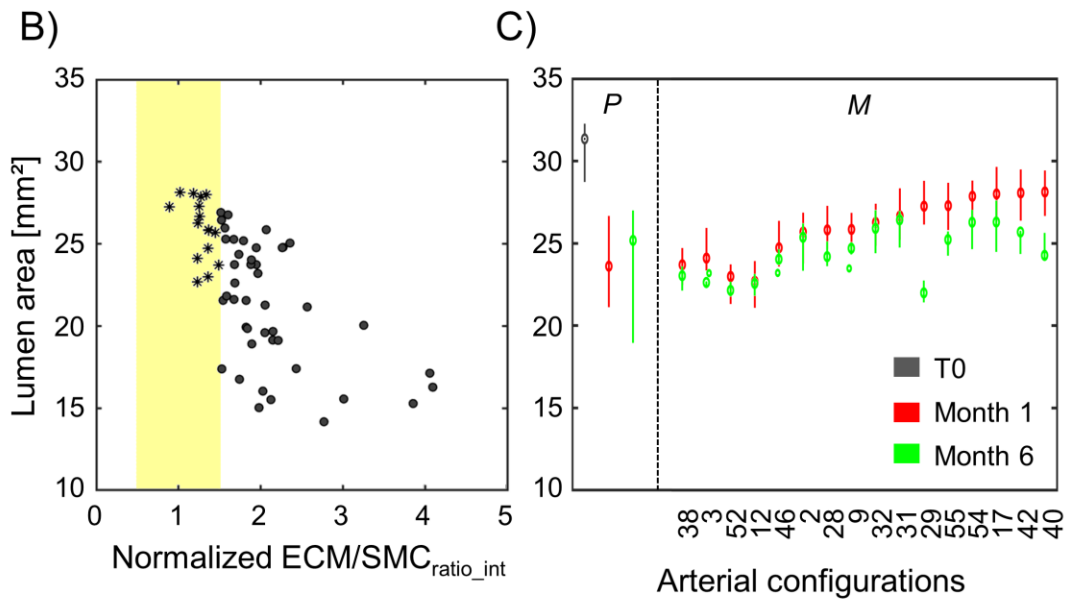 B)
35
30
25
20
15
10
Lumen area [mm²]
0 1 2 3 4 5
Normalized ECM/SMCratio_int
C)
35
30
25
20
15
10
P M
T0
Month 1
Month 6
38 3 52 12 46 2 28 9 32 31 29 55 54 17 42 40
Arterial configurations